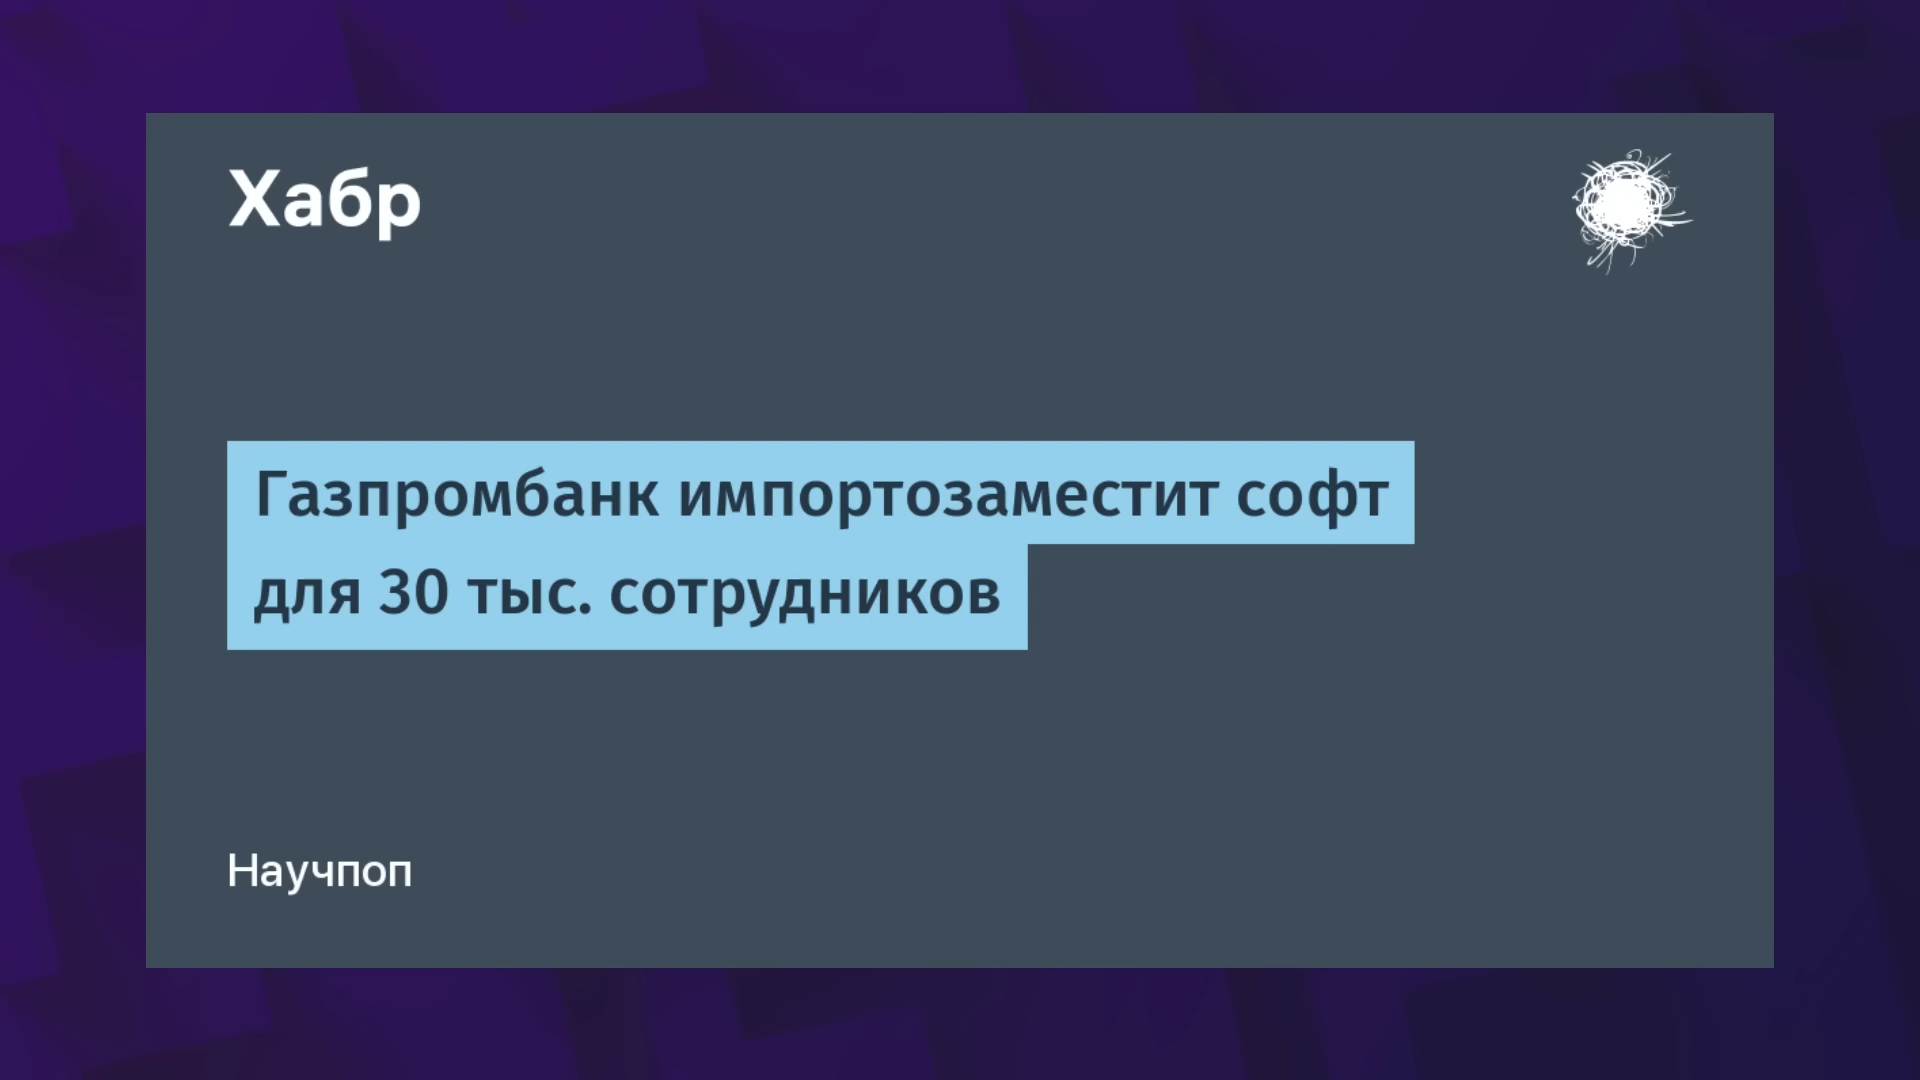 Хабр
Газпромбанк импортозаместит софт
для 30 тыс. сотрудников
Научпоп